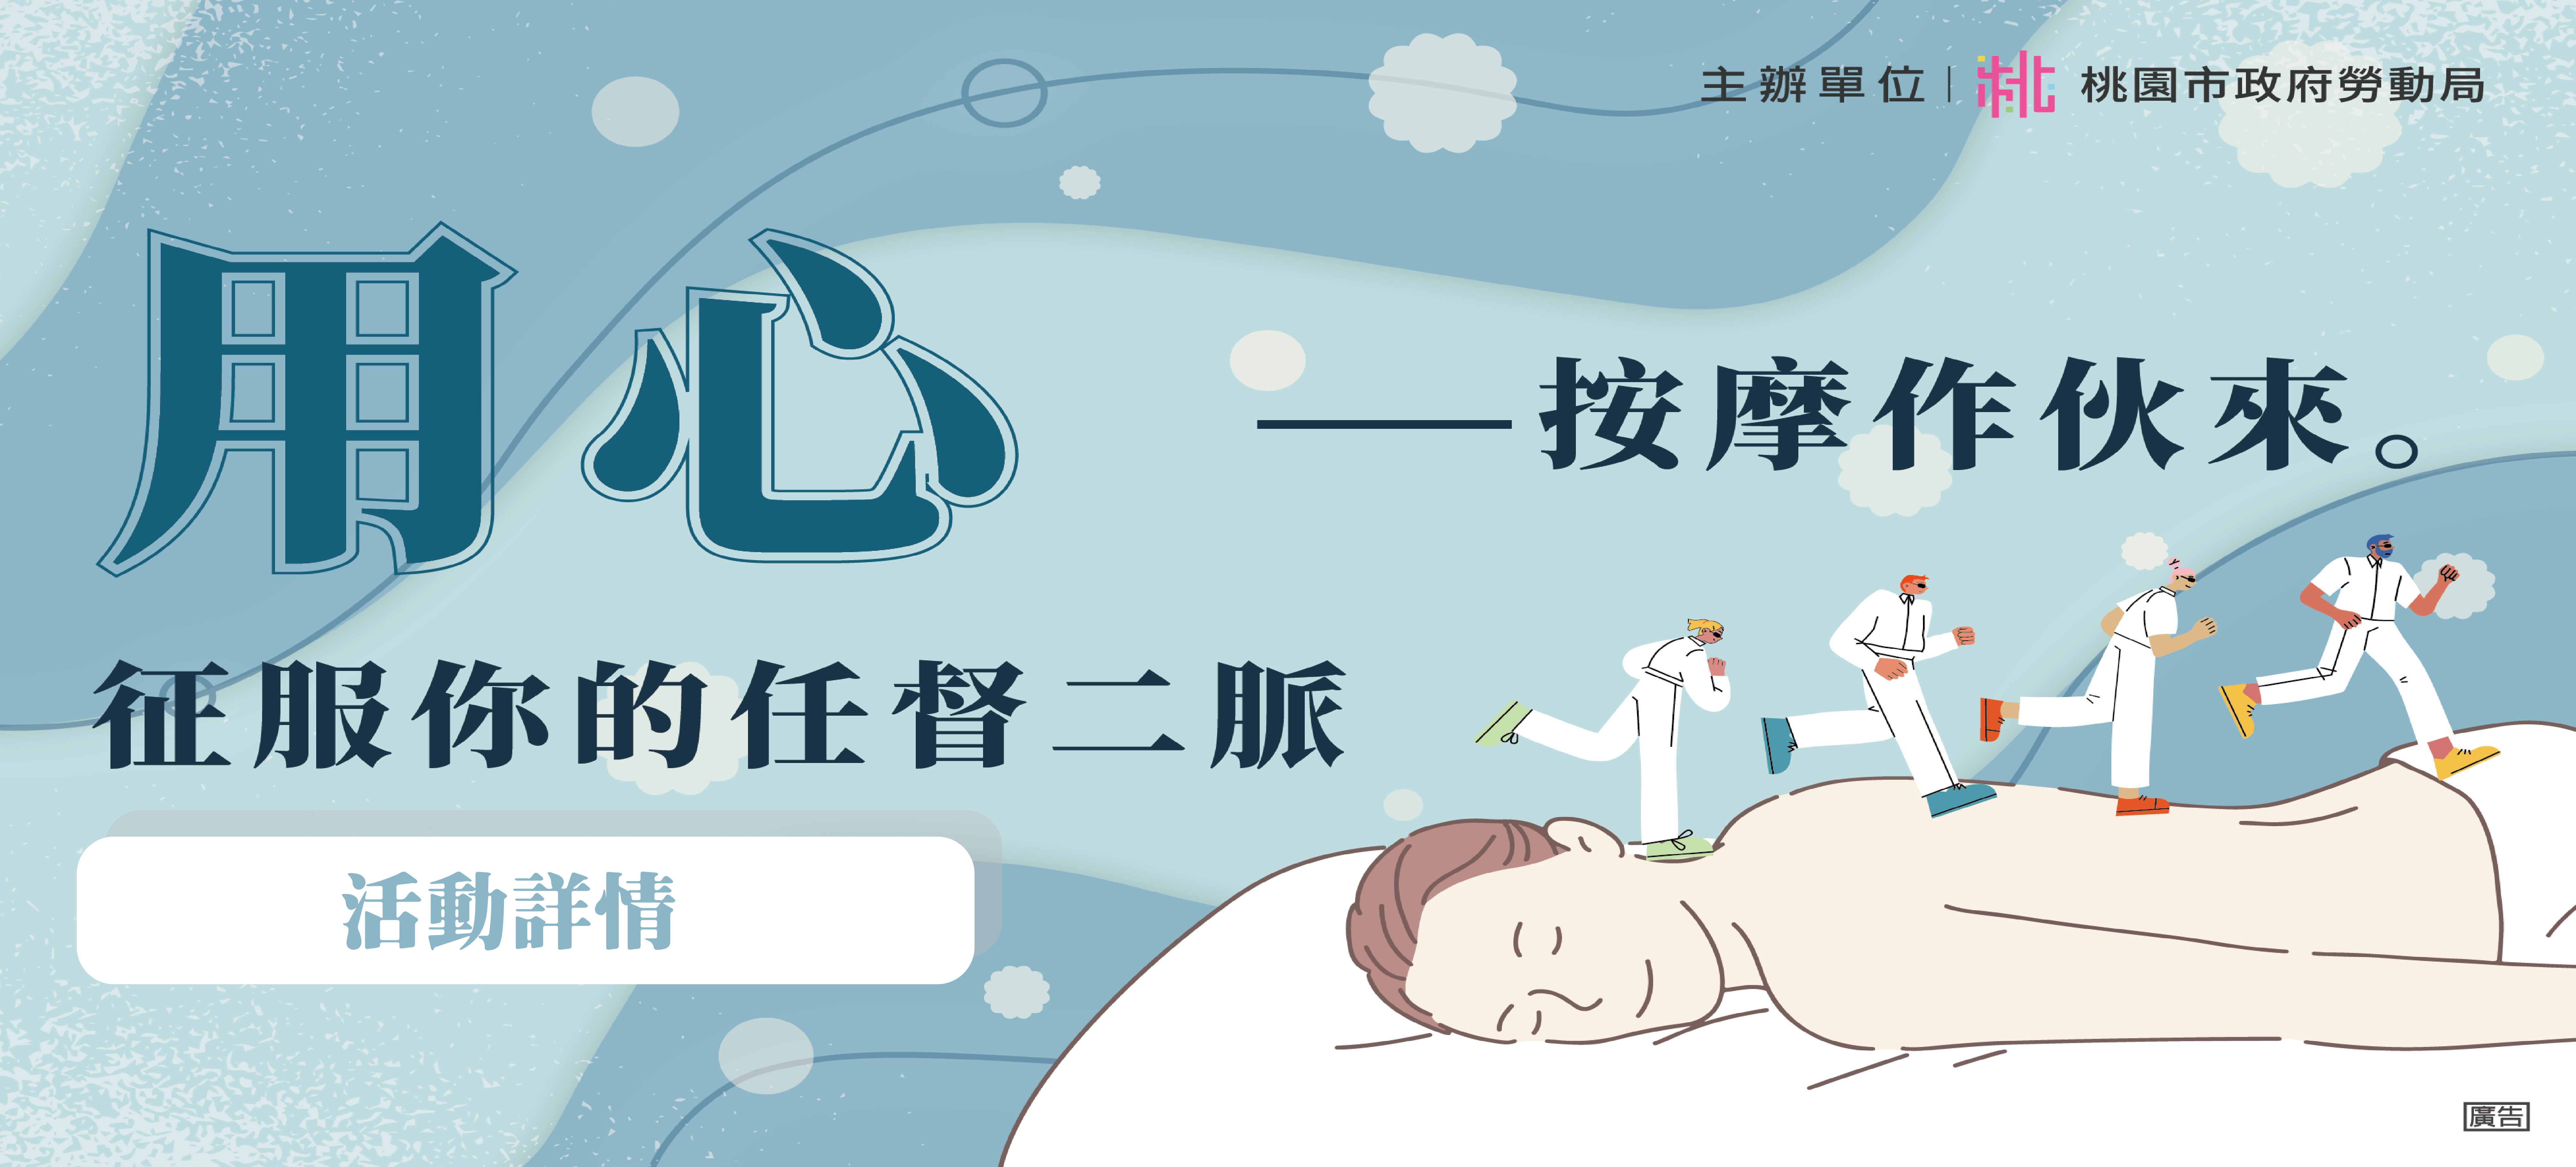 主辦單位｜桃 桃園市政府勞動局
用心
——按摩作伙來。
征服你的任督二脈
活動詳情
廣告